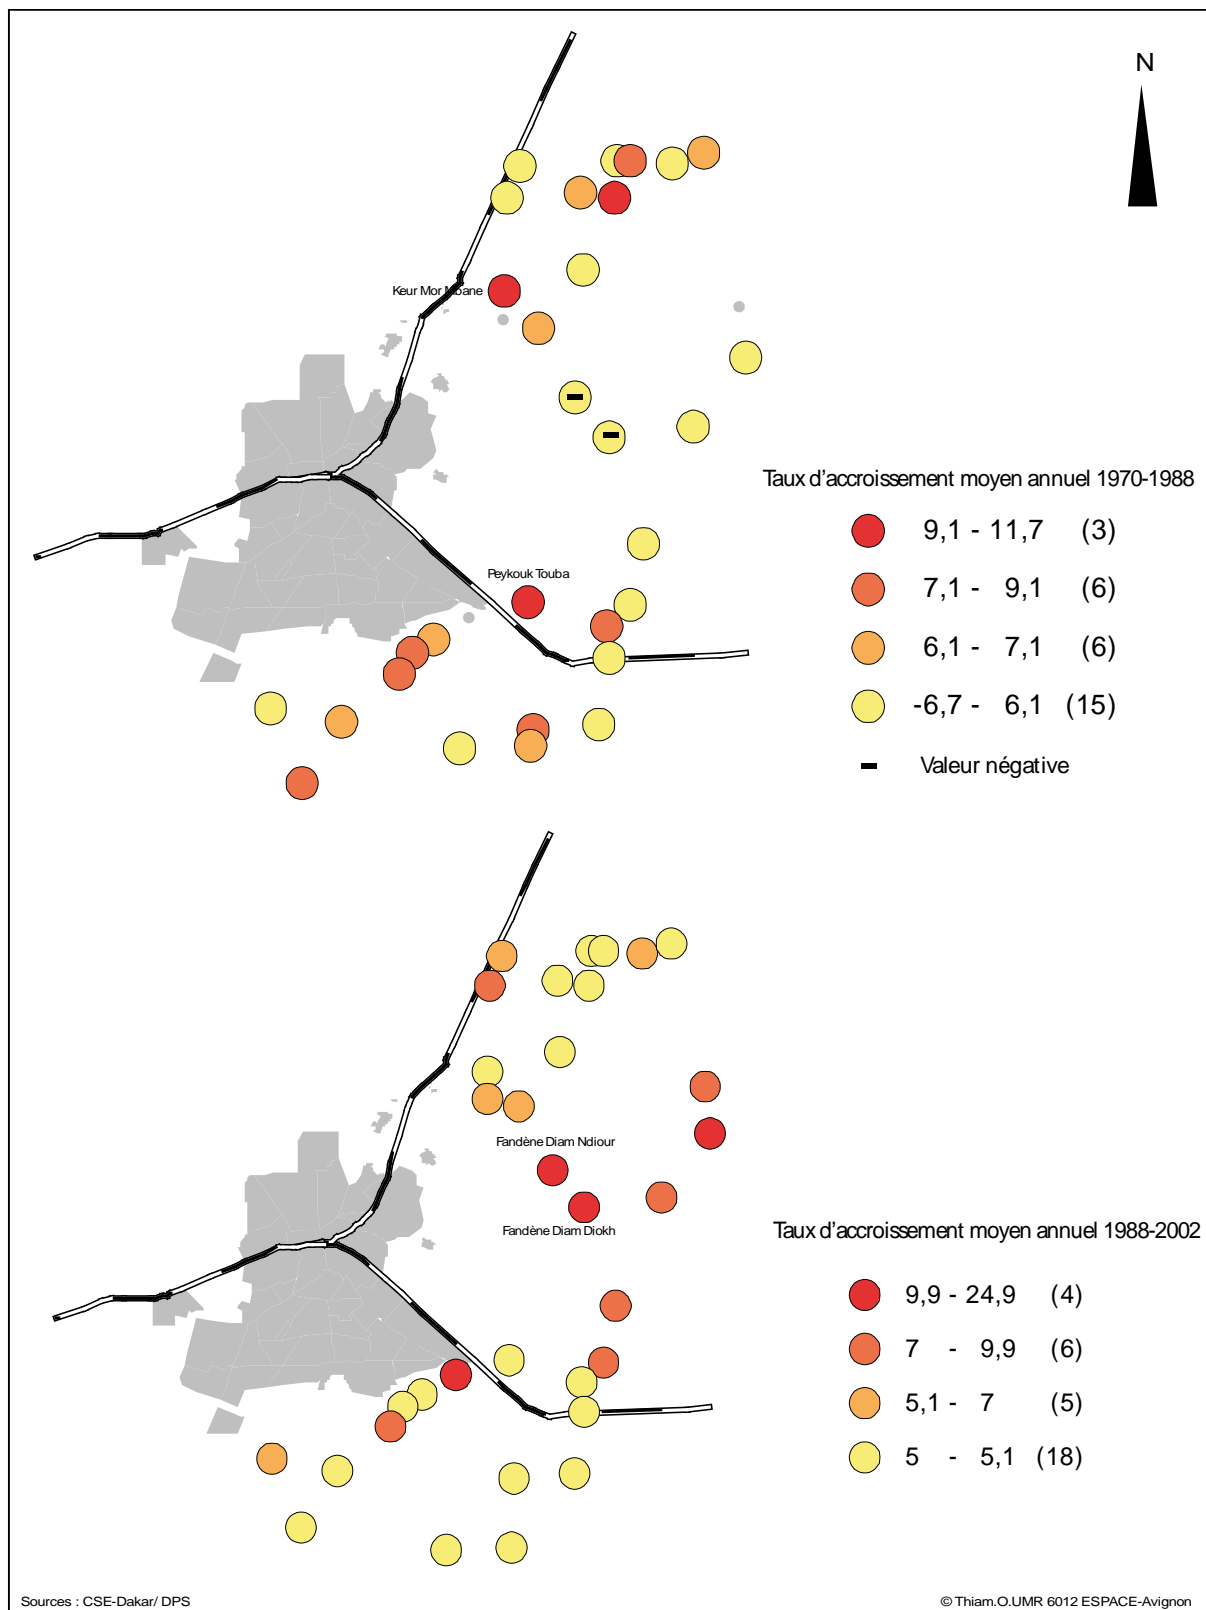 N
Keur Mor Mbane
Taux d'accroissement moyen annuel 1970-1988
9,1 - 11,7 (3)
7,1 - 9,1 (6)
Peykouk Touba
6,1 - 7,1 (6)
-6,7 - 6,1 (15)
Valeur négative
Fandène Diam Ndiour
Fandène Diam Diokh
Taux d'accroissement moyen annuel 1988-2002
9,9 - 24,9 (4)
7 - 9,9 (6)
5,1 - 7 (5)
5 - 5,1 (18)
Sources : CSE-Dakar/ DPS
© Thiam.O.UMR 6012 ESPACE-Avignon